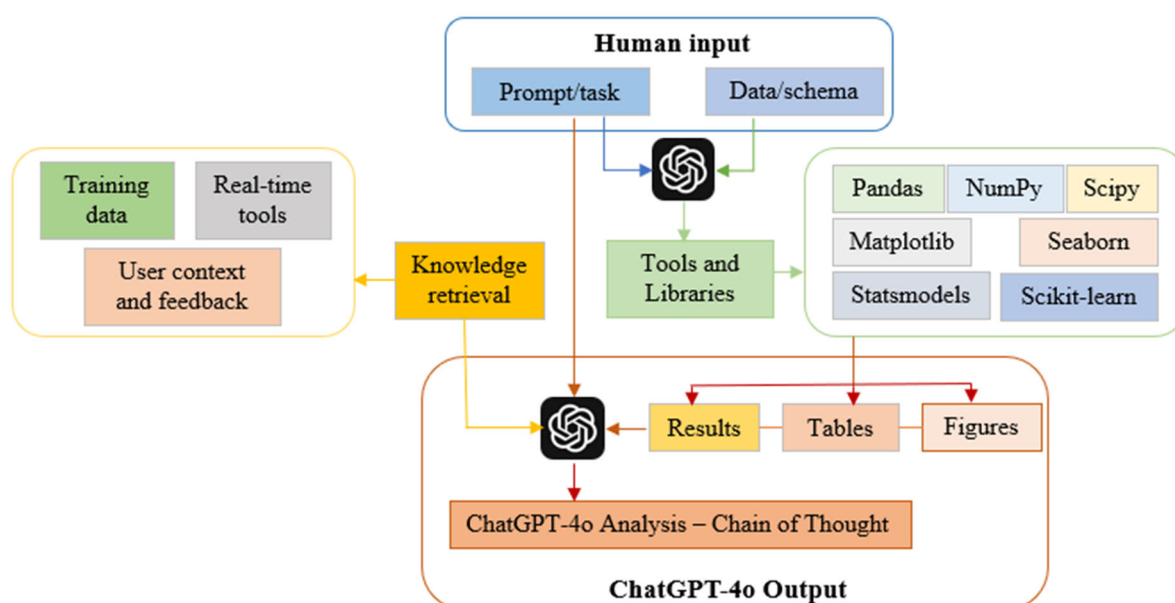 Human input
Prompt/task
Data/schema
Training
data
Real-time
tools
User context
and feedback
Knowledge
retrieval
Tools and
Libraries
Pandas
NumPy
Scipy
Matplotlib
Seaborn
Statsmodels
Scikit-learn
Results
Tables
Figures
ChatGPT-4o Analysis – Chain of Thought
ChatGPT-4o Output